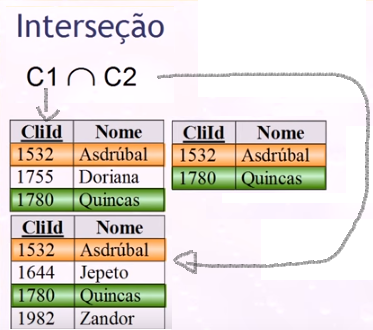 Interseção
C1 ∩ C2
CliId Nome
1532 Asdrúbal
1755 Doriana
1780 Quincas
CliId Nome
1532 Asdrúbal
1780 Quincas
CliId Nome
1532 Asdrúbal
1644 Jepeto
1780 Quincas
1982 Zandor